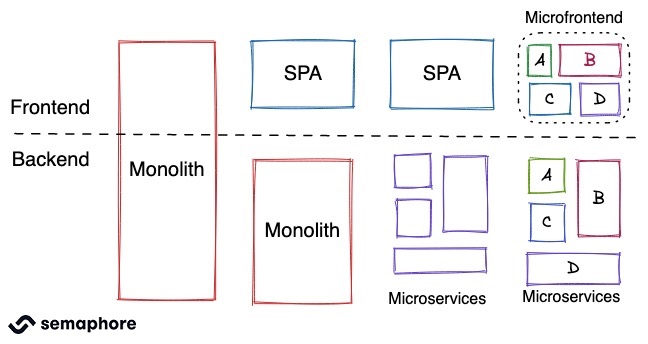 Microfrontend
SPA
SPA
A
B
C
D
Frontend
Backend
Monolith
Monolith
A
B
C
D
Microservices
Microservices
semaphore